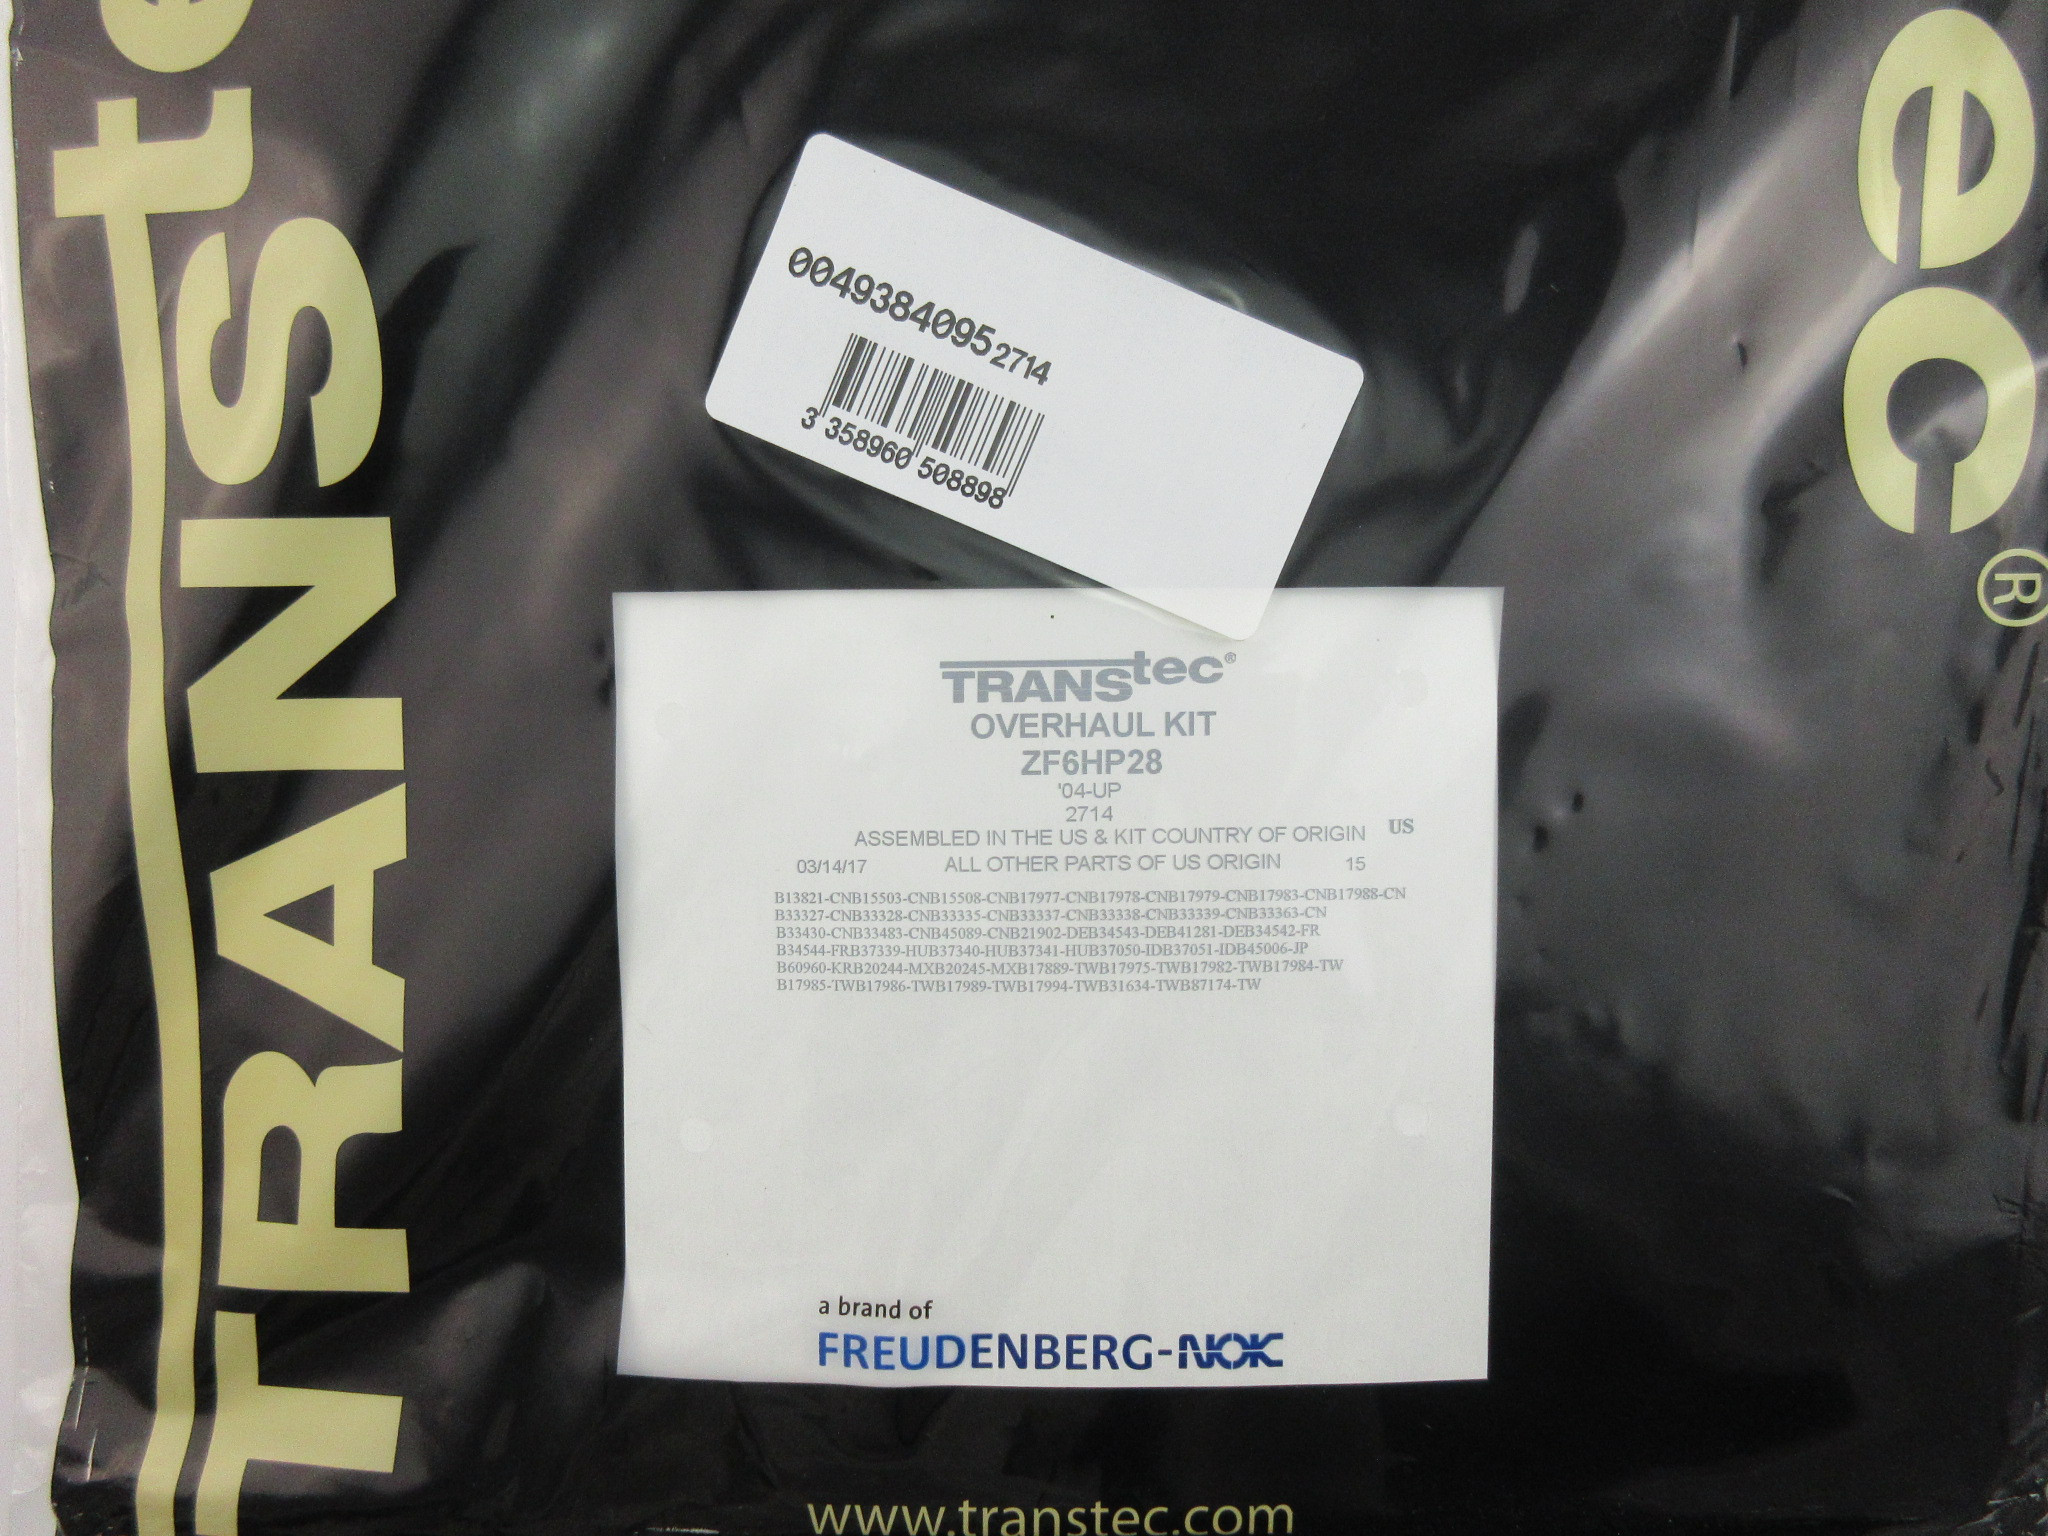 TRANStec
ec®
0049384095 2714
3 358960 508898
TRANStec®
OVERHAUL KIT
ZF6HP28
'04-UP
2714
ASSEMBLED IN THE US & KIT COUNTRY OF ORIGIN US
03/14/17 ALL OTHER PARTS OF US ORIGIN 15
B13821-CNB15503-CNB15508-CNB17977-CNB17978-CNB17979-CNB17983-CNB17988-CN
B33327-CNB33328-CNB33335-CNB33337-CNB33338-CNB33339-CNB33363-CN
B33430-CNB33483-CNB45089-CNB21902-DEB34543-DEB41281-DEB34542-FR
B34544-FRB37339-HUB37340-HUB37341-HUB37050-IDB37051-IDB45006-JP
B60960-KRB20244-MXB20245-MXB17889-TWB17975-TWB17982-TWB17984-TW
B17985-TWB17986-TWB17989-TWB17994-TWB31634-TWB87174-TW
a brand of
FREUDENBERG-NOK
www.transtec.com